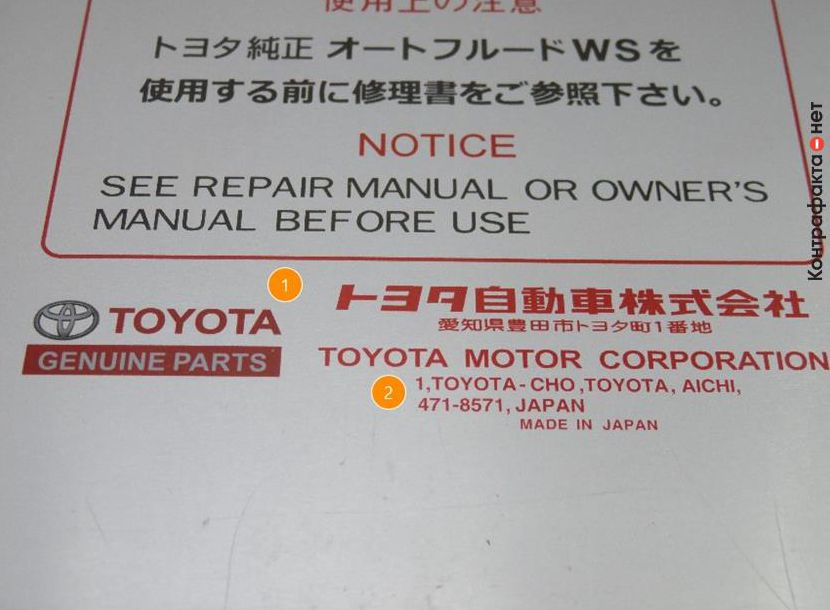 使用上の注意
トヨタ純正 オートフルードWSを
使用する前に修理書をご参照下さい。
NOTICE
SEE REPAIR MANUAL OR OWNER'S
MANUAL BEFORE USE
1
TOYOTA
GENUINE PARTS
トヨタ自動車株式会社
愛知県豊田市トヨタ町1番地
TOYOTA MOTOR CORPORATION
2
1,TOYOTA-CHO,TOYOTA, AICHI,
471-8571, JAPAN
MADE IN JAPAN
Контрафакта нет